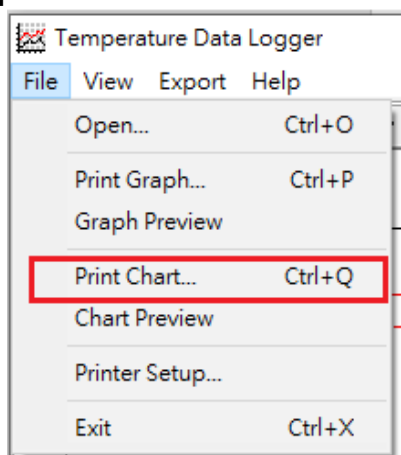 Temperature Data Logger
File View Export Help
Open... Ctrl+O
Print Graph... Ctrl+P
Graph Preview
Print Chart... Ctrl+Q
Chart Preview
Printer Setup...
Exit Ctrl+X